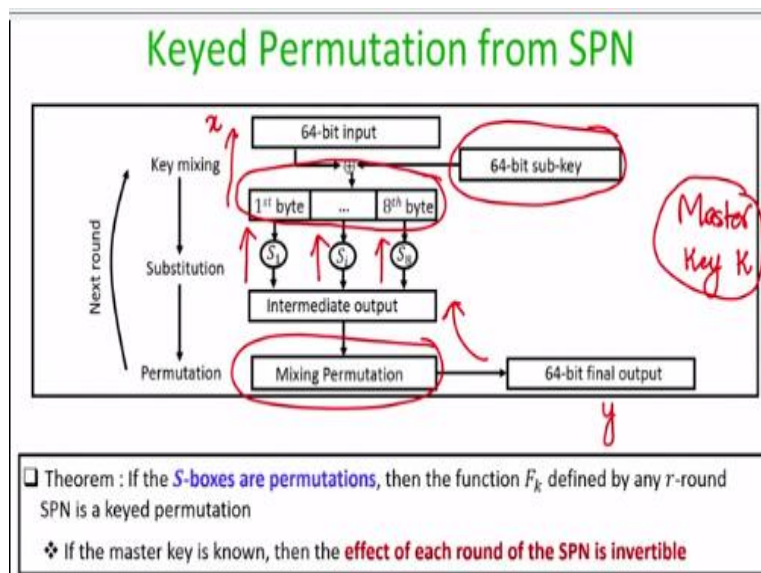 Keyed Permutation from SPN
x
64-bit input
Key mixing
⊕
64-bit sub-key
1st byte ... 8th byte
Master
Key K
S1 Si S8
Substitution
Next round
Intermediate output
Permutation
Mixing Permutation
64-bit final output
y
❑ Theorem : If the S-boxes are permutations, then the function Fk defined by any r-round
SPN is a keyed permutation
❖ If the master key is known, then the effect of each round of the SPN is invertible